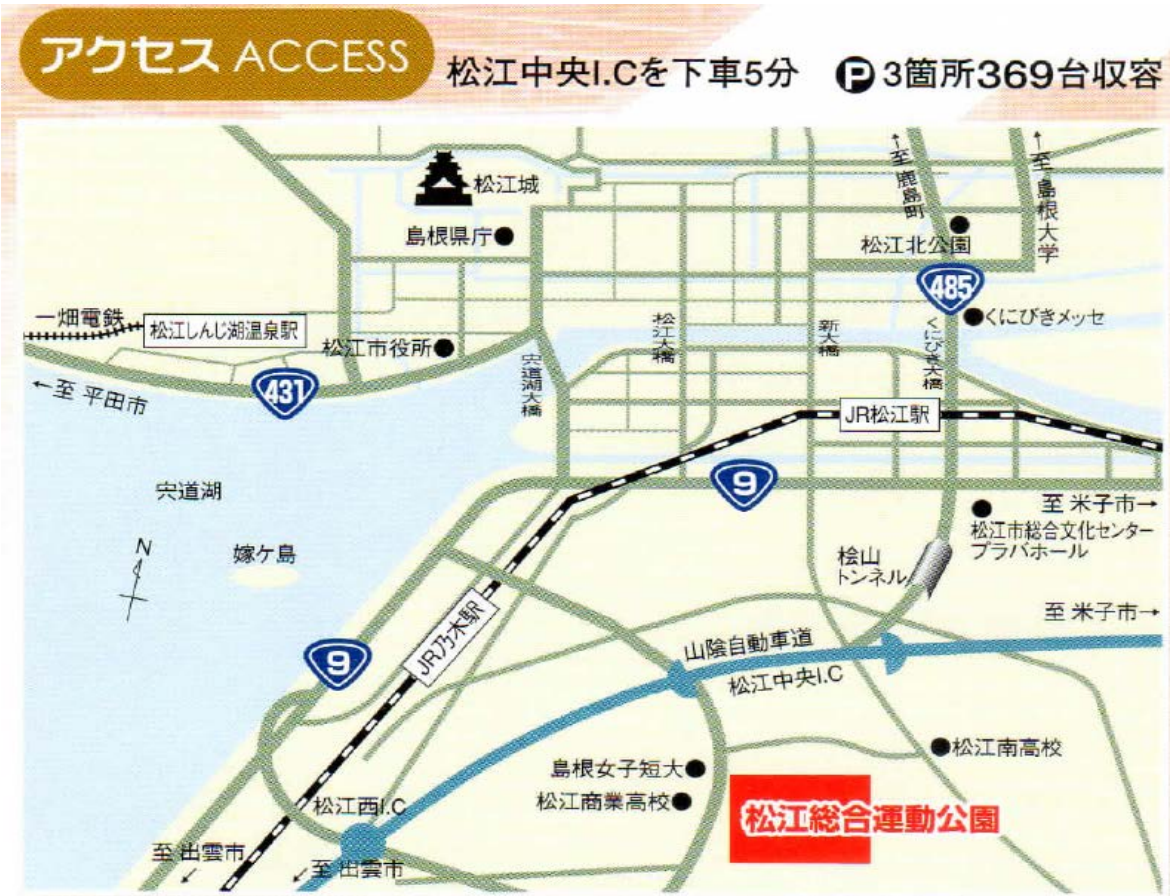 アクセス ACCESS
松江中央I.Cを下車5分 P 3箇所369台収容
松江城
島根県庁
至 鹿島町
至 島根大学
松江北公園
485
くにびきメッセ
一畑電鉄
松江しんじ湖温泉駅
松江市役所
宍道湖大橋
松江大橋
新大橋
くにびき大橋
431
至 平田市
JR松江駅
9
宍道湖
N
嫁ケ島
至 米子市
松江市総合文化センター
プラバホール
桧山
トンネル
至 米子市
JR乃木駅
9
山陰自動車道
松江中央I.C
松江南高校
島根女子短大
松江商業高校
松江総合運動公園
松江西I.C
至 出雲市
至 出雲市